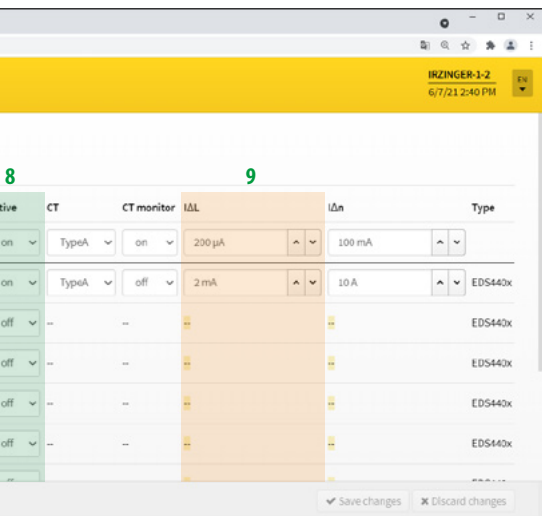 IRZINGER-1-2
EN
6/7/21 2:40 PM
8
9
tive CT CT monitor IΔL IΔn Type
on TypeA on 200 µA 100 mA
on TypeA off 2 mA 10 A EDS440x
off -- -- -- -- EDS440x
off -- -- -- -- EDS440x
off -- -- -- -- EDS440x
off -- -- -- -- EDS440x
Save changes Discard changes